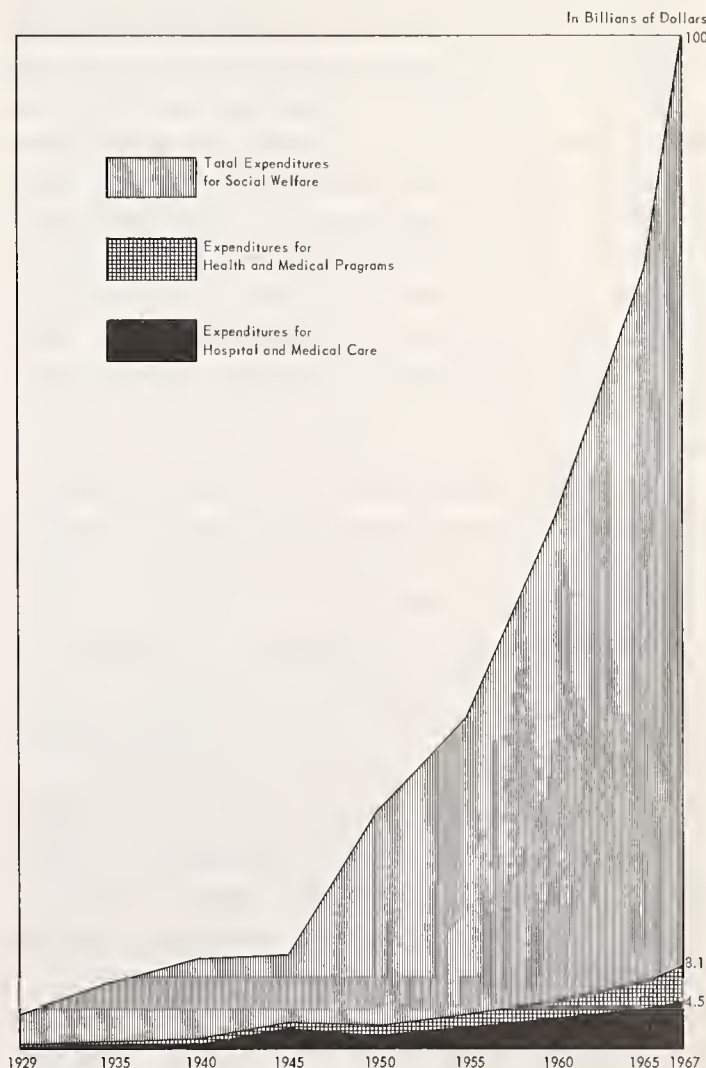 In Billions of Dollars
100
Total Expenditures
for Social Welfare
Expenditures for
Health and Medical Programs
Expenditures for
Hospital and Medical Care
8.1
4.5
1929 1935 1940 1945 1950 1955 1960 1965 1967